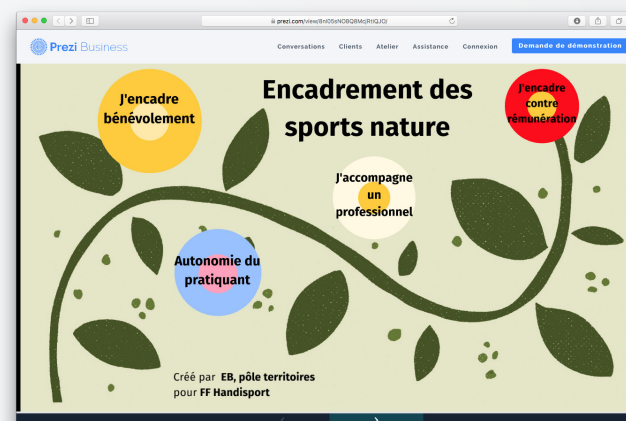 prezi.com/view/8nI05sNOBQ8McjRtiQJO/
Prezi Business
Conversations Clients Atelier Assistance Connexion Demande de démonstration
Encadrement des
sports nature
J'encadre
bénévolement
J'encadre
contre
rémunération
J'accompagne
un
professionnel
Autonomie du
pratiquant
Créé par EB, pôle territoires
pour FF Handisport